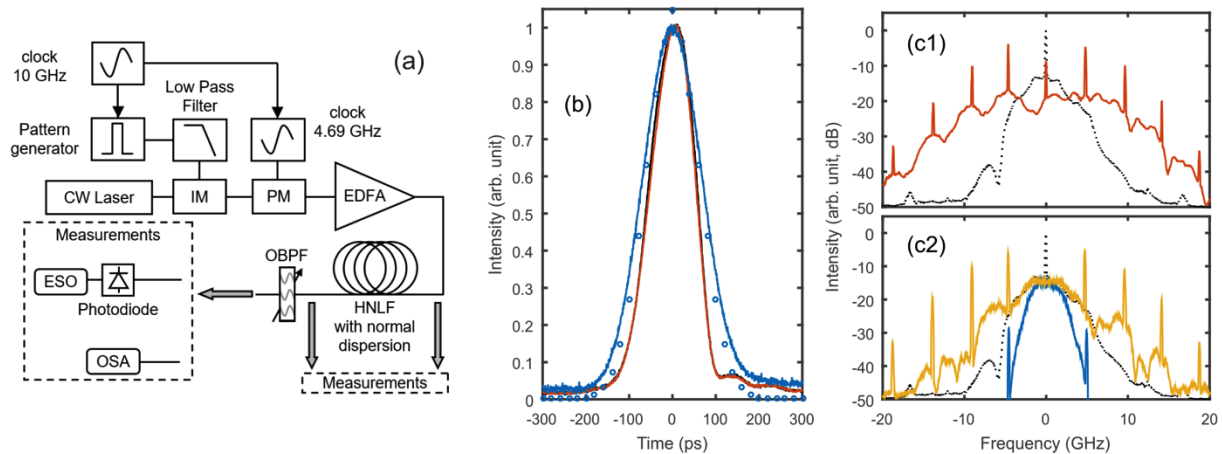 (a)
clock
10 GHz
Low Pass
Filter
clock
4.69 GHz
Pattern
generator
CW Laser
IM
PM
EDFA
Measurements
ESO
Photodiode
OSA
OBPF
HNLF
with normal
dispersion
Measurements
(b)
Intensity (arb. unit)
1
0.9
0.8
0.7
0.6
0.5
0.4
0.3
0.2
0.1
0
-300 -200 -100 0 100 200 300
Time (ps)
(c1)
Intensity (arb. unit, dB)
0
-10
-20
-30
-40
-50
(c2)
0
-10
-20
-30
-40
-50
-20 -10 0 10 20
Frequency (GHz)